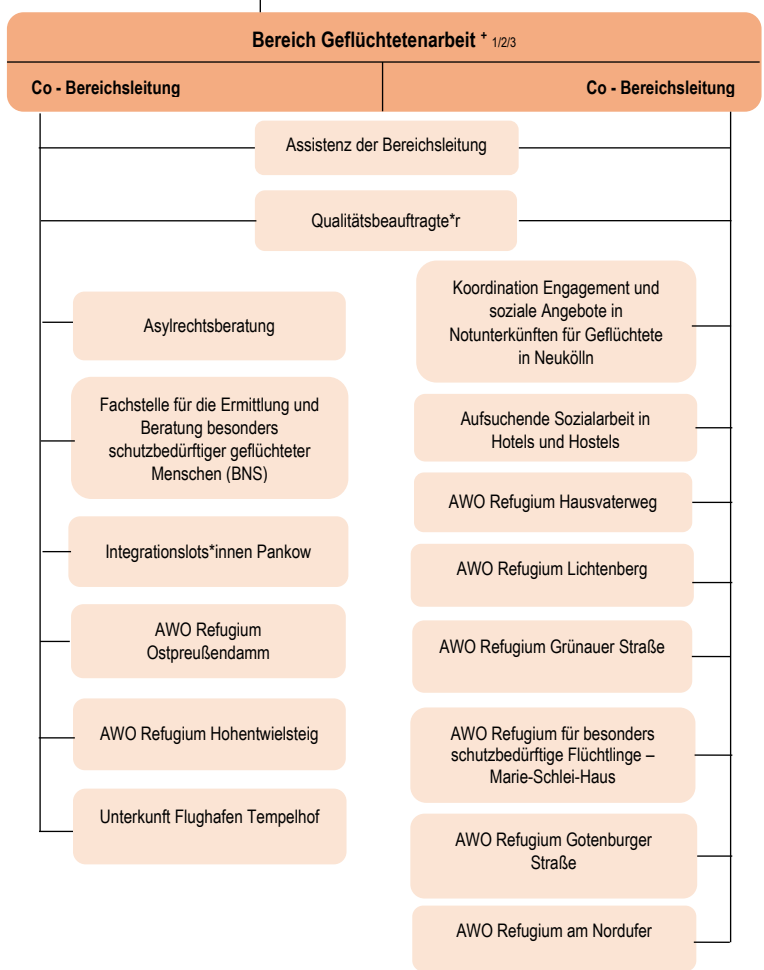 Bereich Geflüchtetenarbeit + 1/2/3
Co - Bereichsleitung
Co - Bereichsleitung
Assistenz der Bereichsleitung
Qualitätsbeauftragte*r
Asylrechtsberatung
Fachstelle für die Ermittlung und
Beratung besonders
schutzbedürftiger geflüchteter
Menschen (BNS)
Integrationslots*innen Pankow
AWO Refugium
Ostpreußendamm
AWO Refugium Hohentwielsteig
Unterkunft Flughafen Tempelhof
Koordination Engagement und
soziale Angebote in
Notunterkünften für Geflüchtete
in Neukölln
Aufsuchende Sozialarbeit in
Hotels und Hostels
AWO Refugium Hausvaterweg
AWO Refugium Lichtenberg
AWO Refugium Grünauer Straße
AWO Refugium für besonders
schutzbedürftige Flüchtlinge –
Marie-Schlei-Haus
AWO Refugium Gotenburger
Straße
AWO Refugium am Nordufer